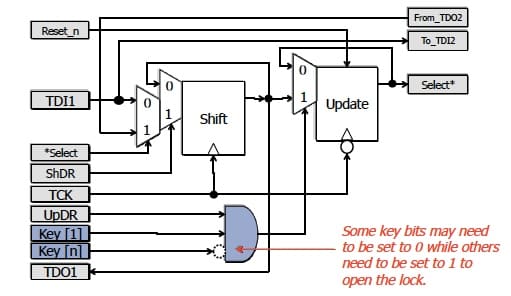 From_TDO2
Reset_n
To_TDI2
0
0
Select*
TDI1
0
1
1
Shift
Update
1
*Select
ShDR
TCK
UpDR
Key [1]
Key [n]
TDO1
Some key bits may need
to be set to 0 while others
need to be set to 1 to
open the lock.